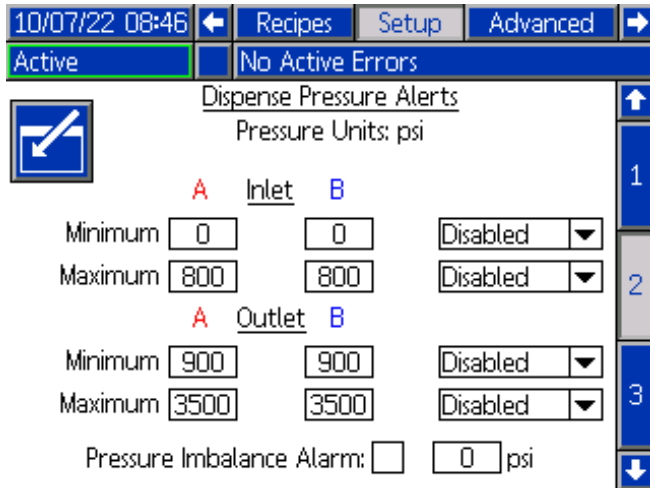 10/07/22 08:46 Recipes Setup Advanced
Active No Active Errors
Dispense Pressure Alerts
Pressure Units: psi
A Inlet B
1
Minimum 0 0 Disabled
Maximum 800 800 Disabled
2
A Outlet B
Minimum 900 900 Disabled
Maximum 3500 3500 Disabled
3
Pressure Imbalance Alarm: 0 psi